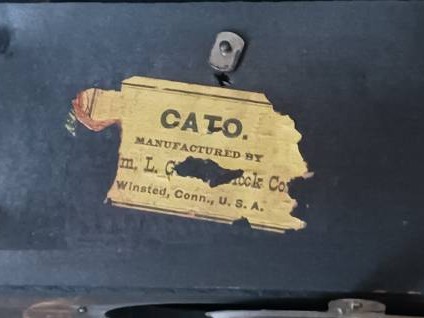 CATO.
MANUFACTURED BY
m. L. G ock Co
Winsted, Conn., U. S. A.